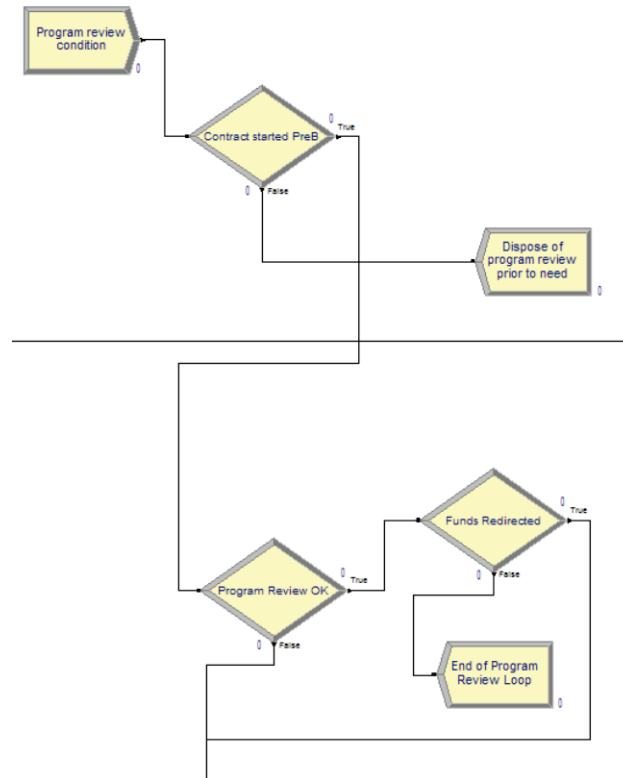 Program review
condition
0
Contract started PreB
0
True
0
False
Dispose of
program review
prior to need
0
Funds Redirected
0
True
0
False
Program Review OK
0
True
0
False
End of Program
Review Loop
0